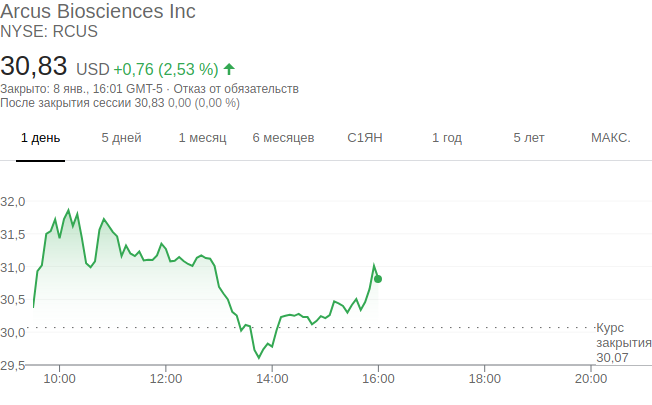 Arcus Biosciences Inc
NYSE: RCUS
30,83 USD +0,76 (2,53 %)
Закрыто: 8 янв., 16:01 GMT-5 · Отказ от обязательств
После закрытия сессии 30,83 0,00 (0,00 %)
1 день 5 дней 1 месяц 6 месяцев С1ЯН 1 год 5 лет МАКС.
32,0
31,5
31,0
30,5
30,0
29,5
Курс
закрытия
30,07
10:00 12:00 14:00 16:00 18:00 20:00